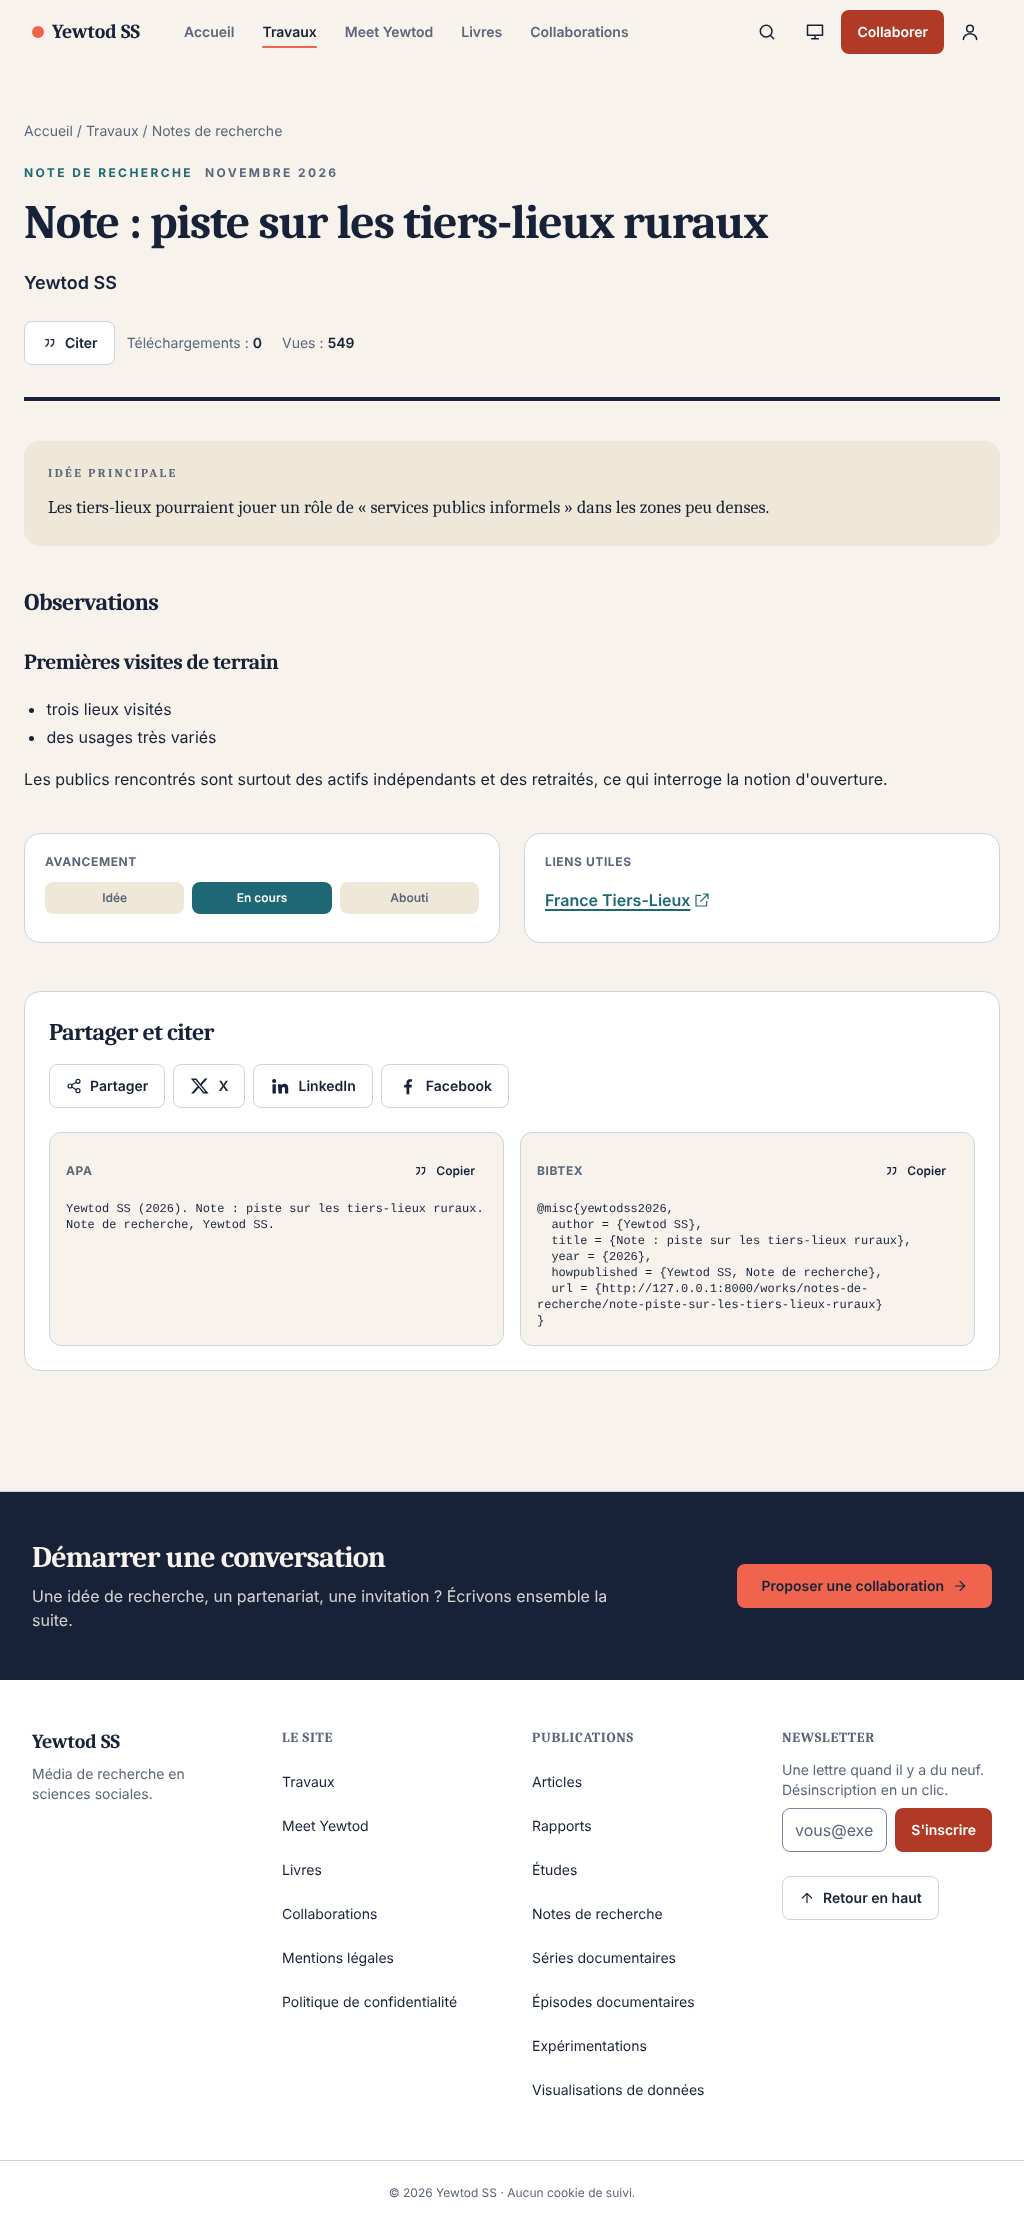 Yewtod SS
Accueil
Travaux
Meet Yewtod
Livres
Collaborations
Collaborer
Accueil / Travaux / Notes de recherche
NOTE DE RECHERCHE NOVEMBRE 2026
Note : piste sur les tiers-lieux ruraux
Yewtod SS
Citer
Téléchargements : 0
Vues : 549
IDÉE PRINCIPALE
Les tiers-lieux pourraient jouer un rôle de « services publics informels » dans les zones peu denses.
Observations
Premières visites de terrain
• trois lieux visités
• des usages très variés
Les publics rencontrés sont surtout des actifs indépendants et des retraités, ce qui interroge la notion d'ouverture.
AVANCEMENT
Idée
En cours
Abouti
LIENS UTILES
France Tiers-Lieux
Partager et citer
Partager
X
LinkedIn
Facebook
APA
Copier
Yewtod SS (2026). Note : piste sur les tiers-lieux ruraux.
Note de recherche, Yewtod SS.
BIBTEX
Copier
@misc{yewtodss2026,
  author = {Yewtod SS},
  title = {Note : piste sur les tiers-lieux ruraux},
  year = {2026},
  howpublished = {Yewtod SS, Note de recherche},
  url = {http://127.0.0.1:8000/works/notes-de-
recherche/note-piste-sur-les-tiers-lieux-ruraux}
}
Démarrer une conversation
Une idée de recherche, un partenariat, une invitation ? Écrivons ensemble la
suite.
Proposer une collaboration
Yewtod SS
Média de recherche en
sciences sociales.
LE SITE
Travaux
Meet Yewtod
Livres
Collaborations
Mentions légales
Politique de confidentialité
PUBLICATIONS
Articles
Rapports
Études
Notes de recherche
Séries documentaires
Épisodes documentaires
Expérimentations
Visualisations de données
NEWSLETTER
Une lettre quand il y a du neuf.
Désinscription en un clic.
vous@exe
S'inscrire
Retour en haut
© 2026 Yewtod SS · Aucun cookie de suivi.